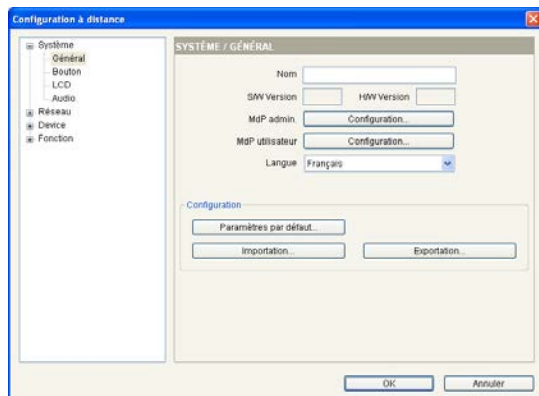 Configuration à distance
Système
Général
Bouton
LCD
Audio
Réseau
Device
Fonction
SYSTÈME / GÉNÉRAL
Nom
S/W Version H/W Version
MdP admin. Configuration...
MdP utilisateur Configuration...
Langue Français
Configuration
Paramètres par défaut...
Importation... Exportation...
OK Annuler